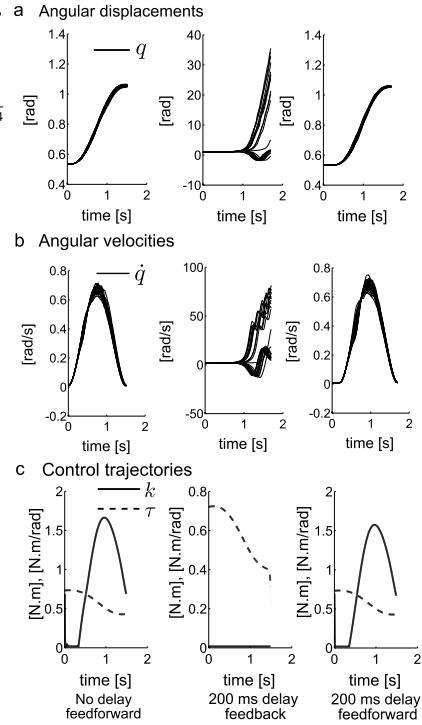 a Angular displacements
q
[rad] [rad] [rad]
1.4 40 1.4
1.2 30 1.2
1 20 1
0.8 10 0.8
0.6 0 0.6
0.4 -10 0.4
0 1 2 0 1 2 0 1 2
time [s] time [s] time [s]
b Angular velocities
q̇
[rad/s] [rad/s] [rad/s]
0.8 100 0.8
0.6 0.6
0.4 50 0.4
0.2 0.2
0 0 0
-0.2 -50 -0.2
0 1 2 0 1 2 0 1 2
time [s] time [s] time [s]
c Control trajectories
k
τ
[N.m], [N.m/rad] [N.m], [N.m/rad] [N.m], [N.m/rad]
2 0.8 2
1.5 0.6 1.5
1 0.4 1
0.5 0.2 0.5
0 0 0
0 1 2 0 1 2 0 1 2
time [s] time [s] time [s]
No delay 200 ms delay 200 ms delay
feedforward feedback feedforward